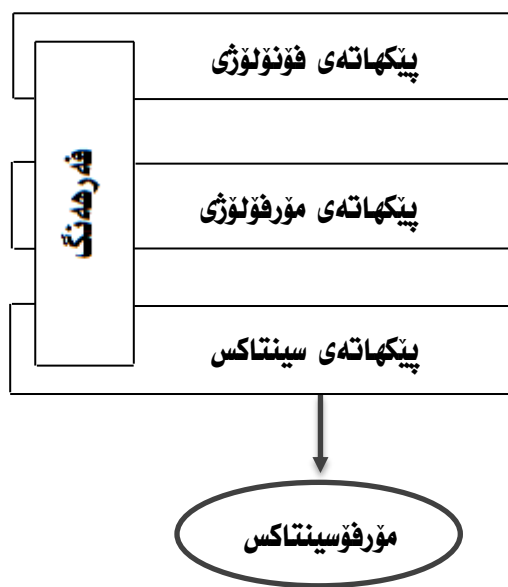 پێکهاتەی فۆنۆلۆژی
فەرهەنگ
پێکهاتەی مۆرفۆلۆژی
پێکهاتەی سینتاکس
مۆرفۆسینتاکس